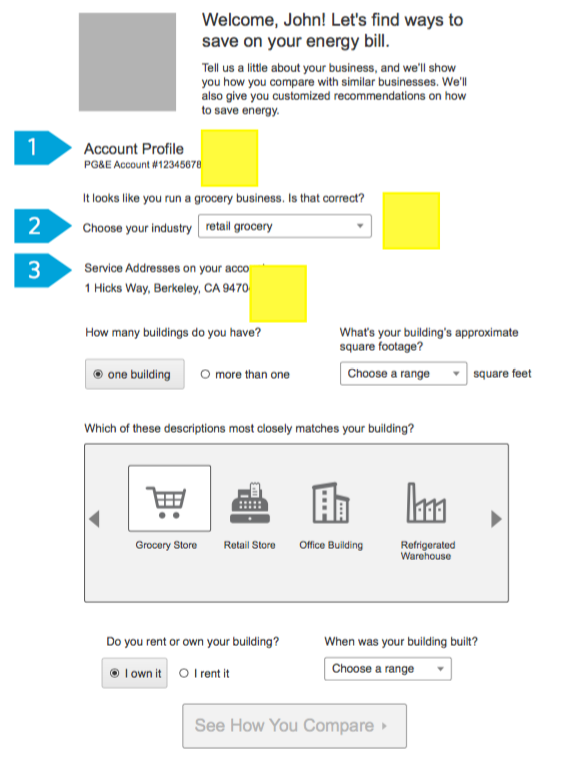 Welcome, John! Let's find ways to
save on your energy bill.
Tell us a little about your business, and we'll show
you how you compare with similar businesses. We'll
also give you customized recommendations on how
to save energy.
1
Account Profile
PG&E Account #12345678
It looks like you run a grocery business. Is that correct?
2
Choose your industry retail grocery
3
Service Addresses on your
1 Hicks Way, Berkeley, CA
How many buildings do you have?
What's your building's approximate
square footage?
one building more than one
Choose a range square feet
Which of these descriptions most closely matches your building?
Grocery Store Retail Store Office Building Refrigerated
Warehouse
Do you rent or own your building? When was your building built?
I own it I rent it Choose a range
See How You Compare